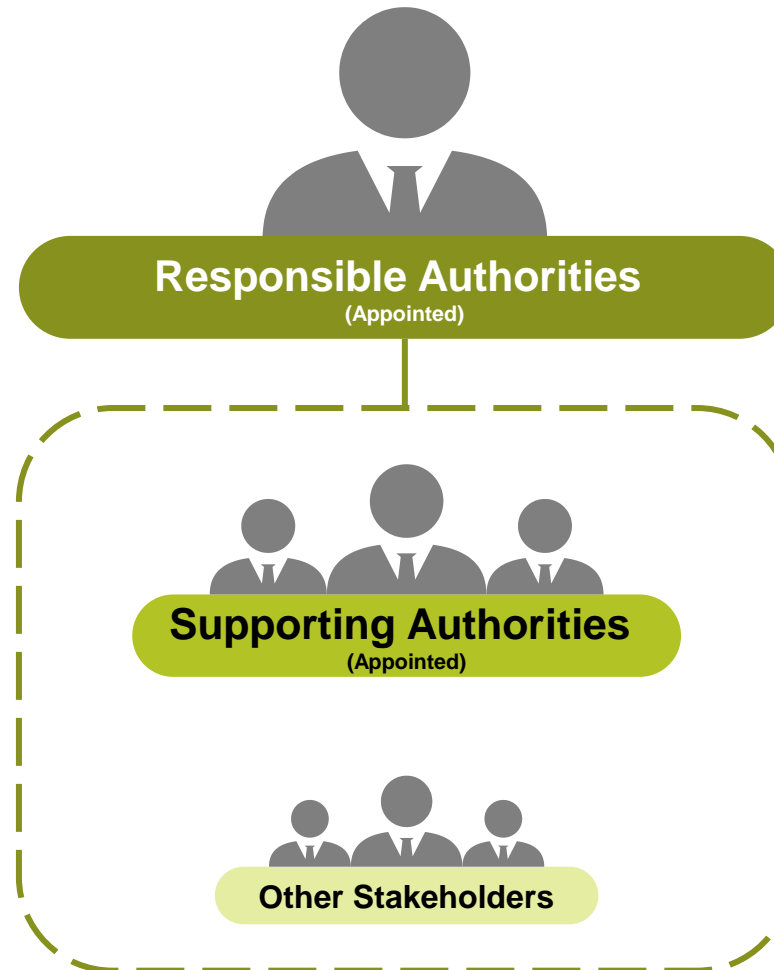 Responsible Authorities
(Appointed)
Supporting Authorities
(Appointed)
Other Stakeholders